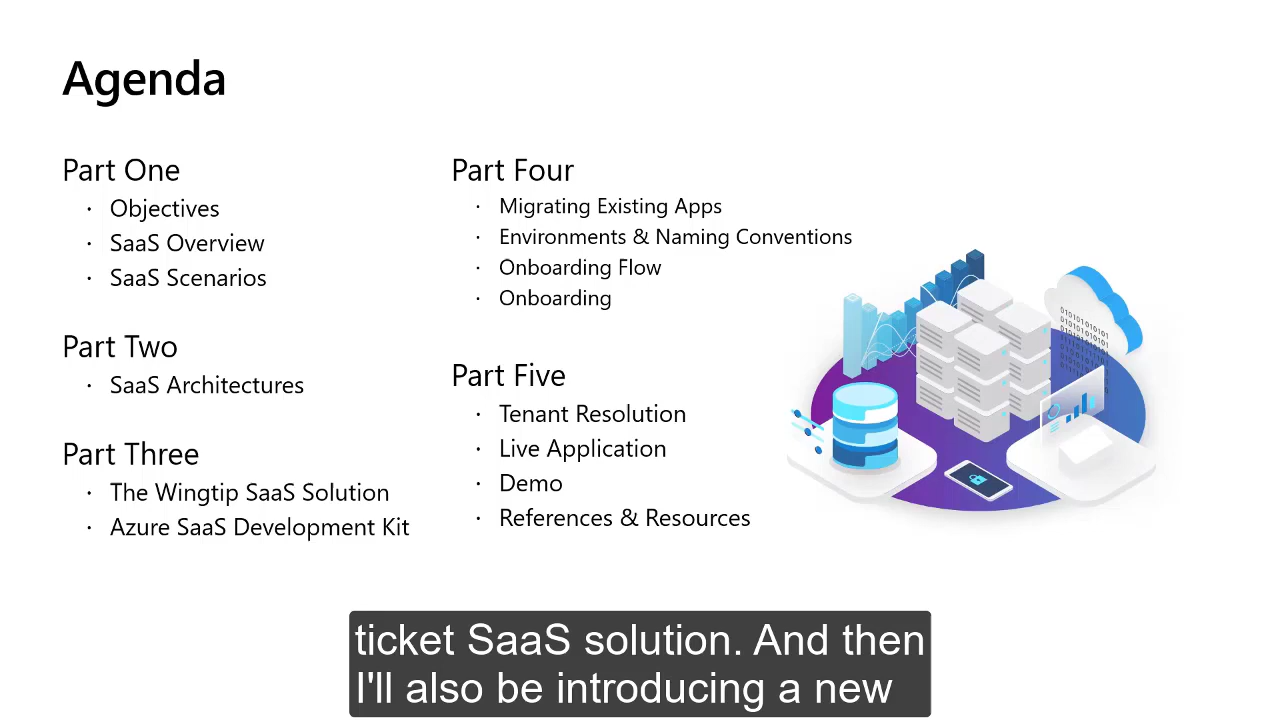 Agenda
Part One
· Objectives
· SaaS Overview
· SaaS Scenarios
Part Two
· SaaS Architectures
Part Three
· The Wingtip SaaS Solution
· Azure SaaS Development Kit
Part Four
· Migrating Existing Apps
· Environments & Naming Conventions
· Onboarding Flow
· Onboarding
Part Five
· Tenant Resolution
· Live Application
· Demo
· References & Resources
ticket SaaS solution. And then
I'll also be introducing a new